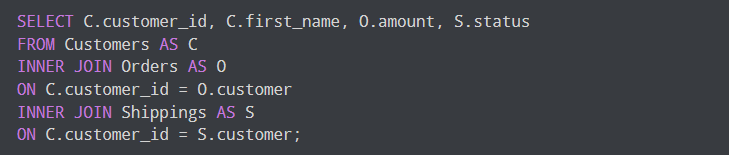 SELECT C.customer_id, C.first_name, O.amount, S.status
FROM Customers AS C
INNER JOIN Orders AS O
ON C.customer_id = O.customer
INNER JOIN Shippings AS S
ON C.customer_id = S.customer;